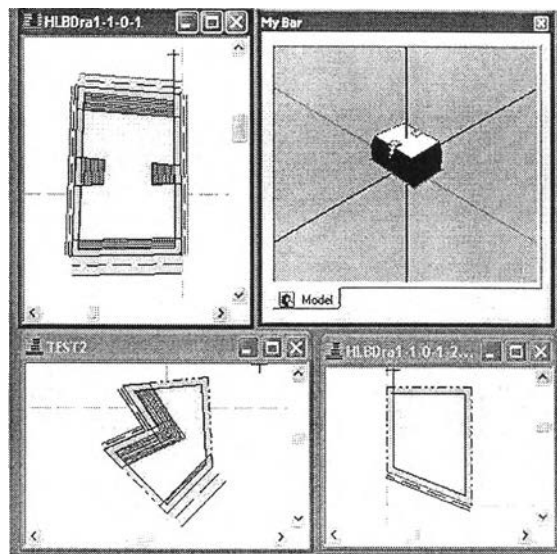 HLBDra1-1-0-1
My Bar
Model
TEST2
HLBDra1-1.0-1-2...